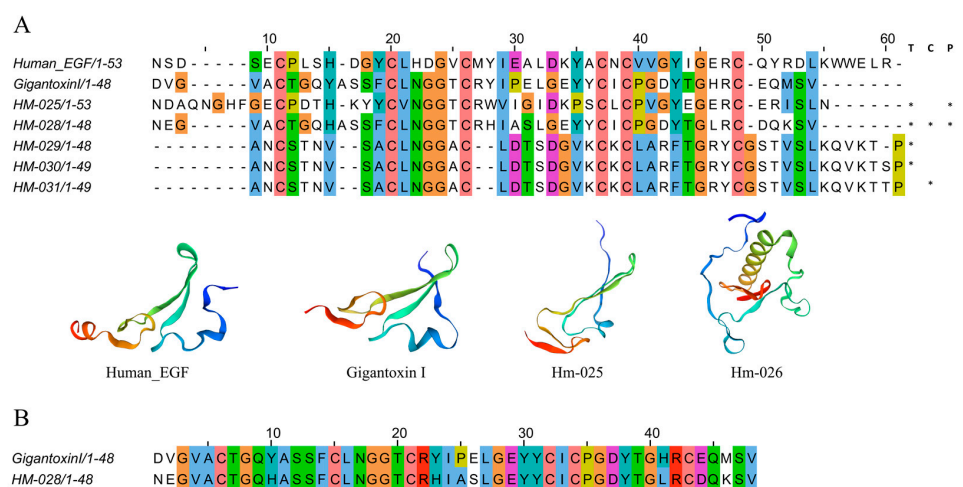 A
10 20 30 40 50 60 T C P
Human_EGF/1-53 NSD-----SECPLSH-DGYCLHDGVCMYIEALDKYACNCVVGYIGERC-QYRDLKWWELR-
GigantoxinI/1-48 DVG-----VACTGQYASSFCLNGGTCRYIPELGEYYCICPGDYTGHRC-EQMSV-------
HM-025/1-53 NDAQNGHFGECPDTH-KYYCVNGGTCRWVIGIDKPSCLCPVGYEGERC-ERISLN------ * *
HM-028/1-48 NEG-----VACTGQHASSFCLNGGTCRHIASLGEYYCICPGDYTGLRC-DQKSV------- * * *
HM-029/1-48 --------ANCSTNV--SACLNGGAC--LDTSDGVKCKCLARFTGRYCGSTVSLKQVKT-P *
HM-030/1-49 --------ANCSTNV--SACLNGGAC--LDTSDGVKCKCLARFTGRYCGSTVSLKQVKTSP *
HM-031/1-49 --------ANCSTNV--SACLNGGAC--LDTSDGVKCKCLARFTGRYCGSTVSLKQVKTTP *
Human_EGF Gigantoxin I Hm-025 Hm-026
B
10 20 30 40
GigantoxinI/1-48 DVGVACTGQYASSFCLNGGTCRYIPELGEYYCICPGDYTGHRCEQMSV
HM-028/1-48 NEGVACTGQHASSFCLNGGTCRHIASLGEYYCICPGDYTGLRCDQKSV